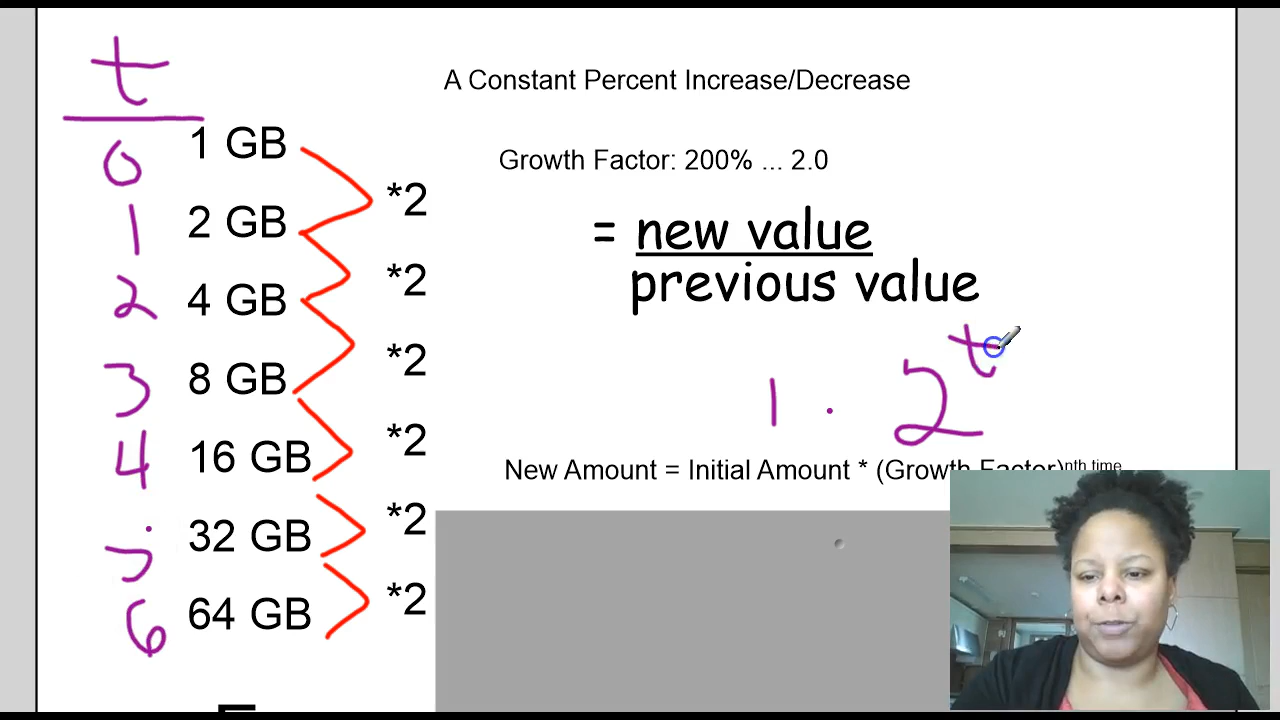 t
A Constant Percent Increase/Decrease
0 1 GB
Growth Factor: 200% ... 2.0
*2
1 2 GB
= new value
previous value
*2
2 4 GB
*2
3 8 GB
1 · 2^t
*2
4 16 GB
New Amount = Initial Amount * (Growth Factor)^nth time
*2
5 32 GB
*2
6 64 GB